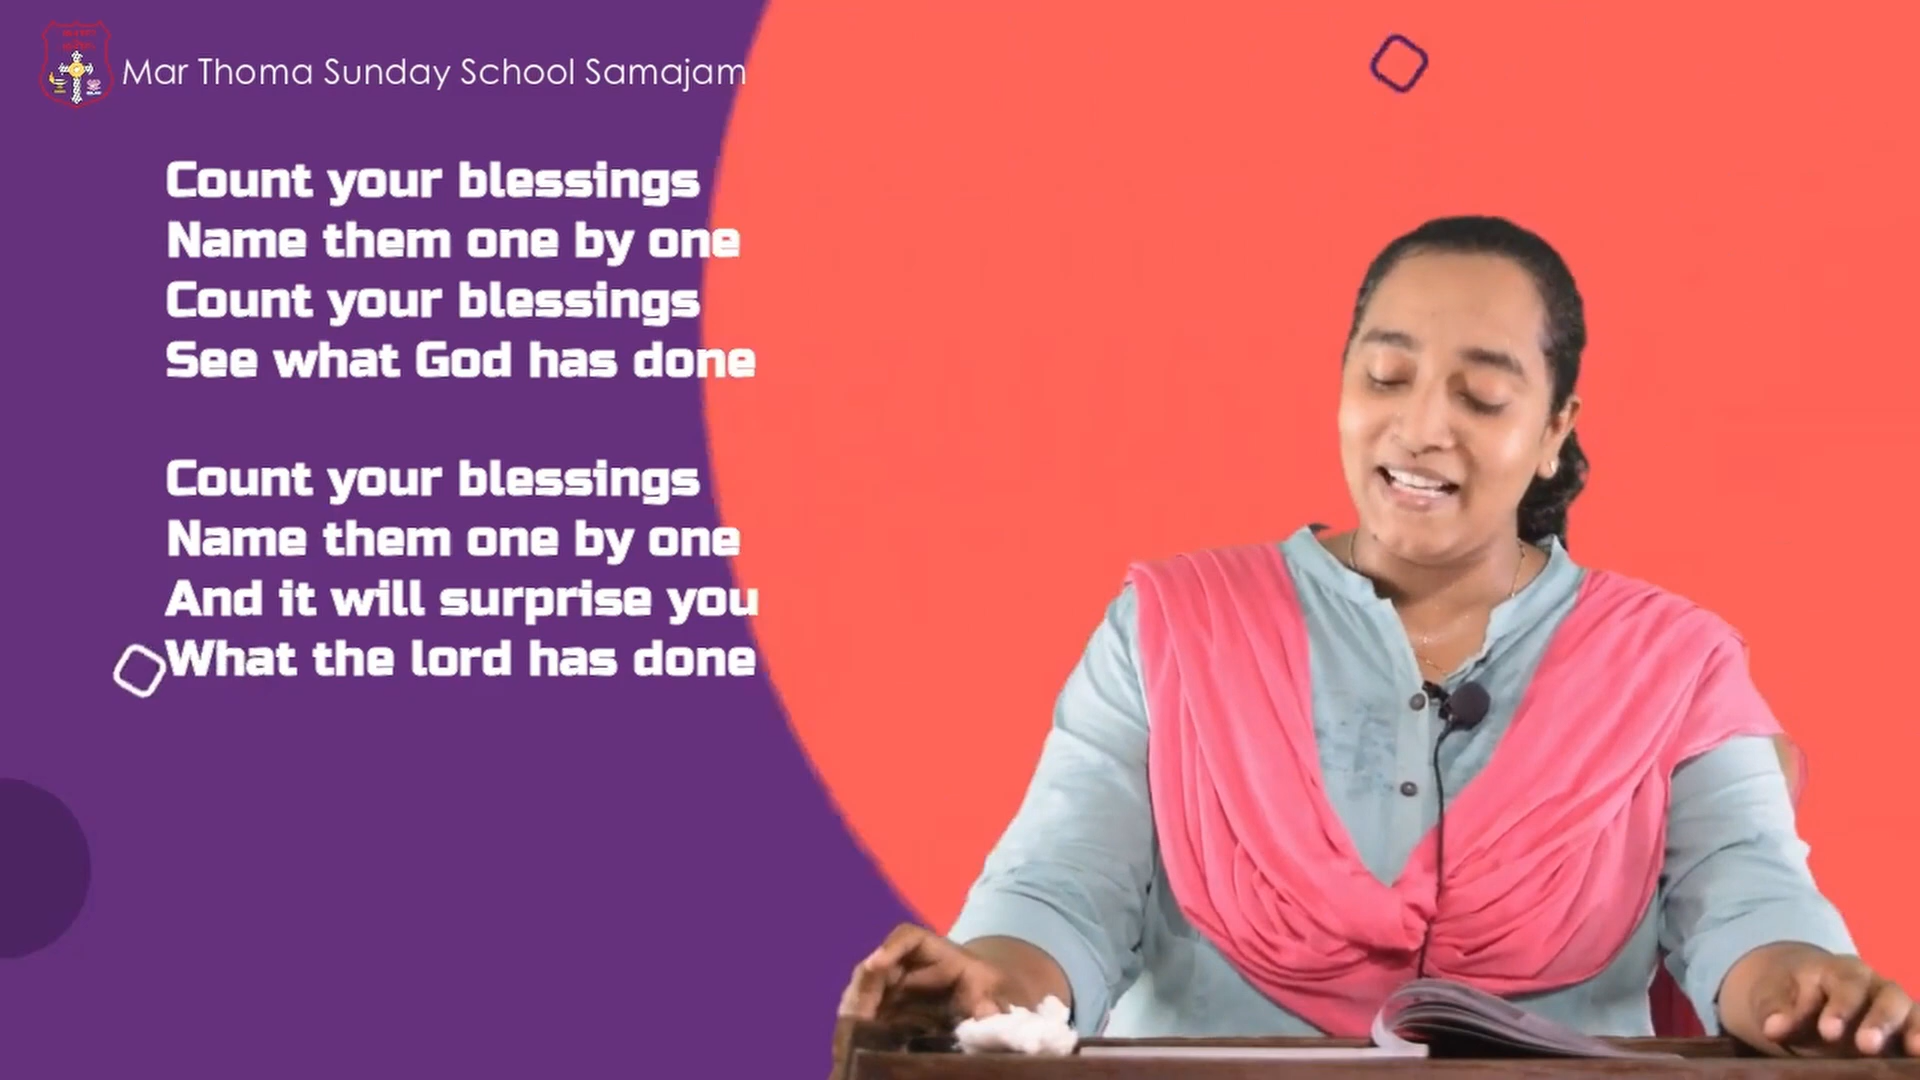 Mar Thoma Sunday School Samajam
Count your blessings
Name them one by one
Count your blessings
See what God has done
Count your blessings
Name them one by one
And it will surprise you
What the lord has done